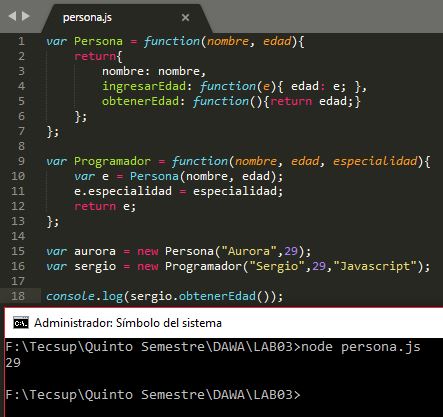 persona.js
1 var Persona = function(nombre, edad){
2 return{
3 nombre: nombre,
4 ingresarEdad: function(e){ edad: e; },
5 obtenerEdad: function(){return edad;}
6 };
7 };
8
9 var Programador = function(nombre, edad, especialidad){
10 var e = Persona(nombre, edad);
11 e.especialidad = especialidad;
12 return e;
13 };
14
15 var aurora = new Persona("Aurora",29);
16 var sergio = new Programador("Sergio",29,"Javascript");
17
18 console.log(sergio.obtenerEdad());
Administrador: Símbolo del sistema
F:\Tecsup\Quinto Semestre\DAWA\LAB03>node persona.js
29
F:\Tecsup\Quinto Semestre\DAWA\LAB03>